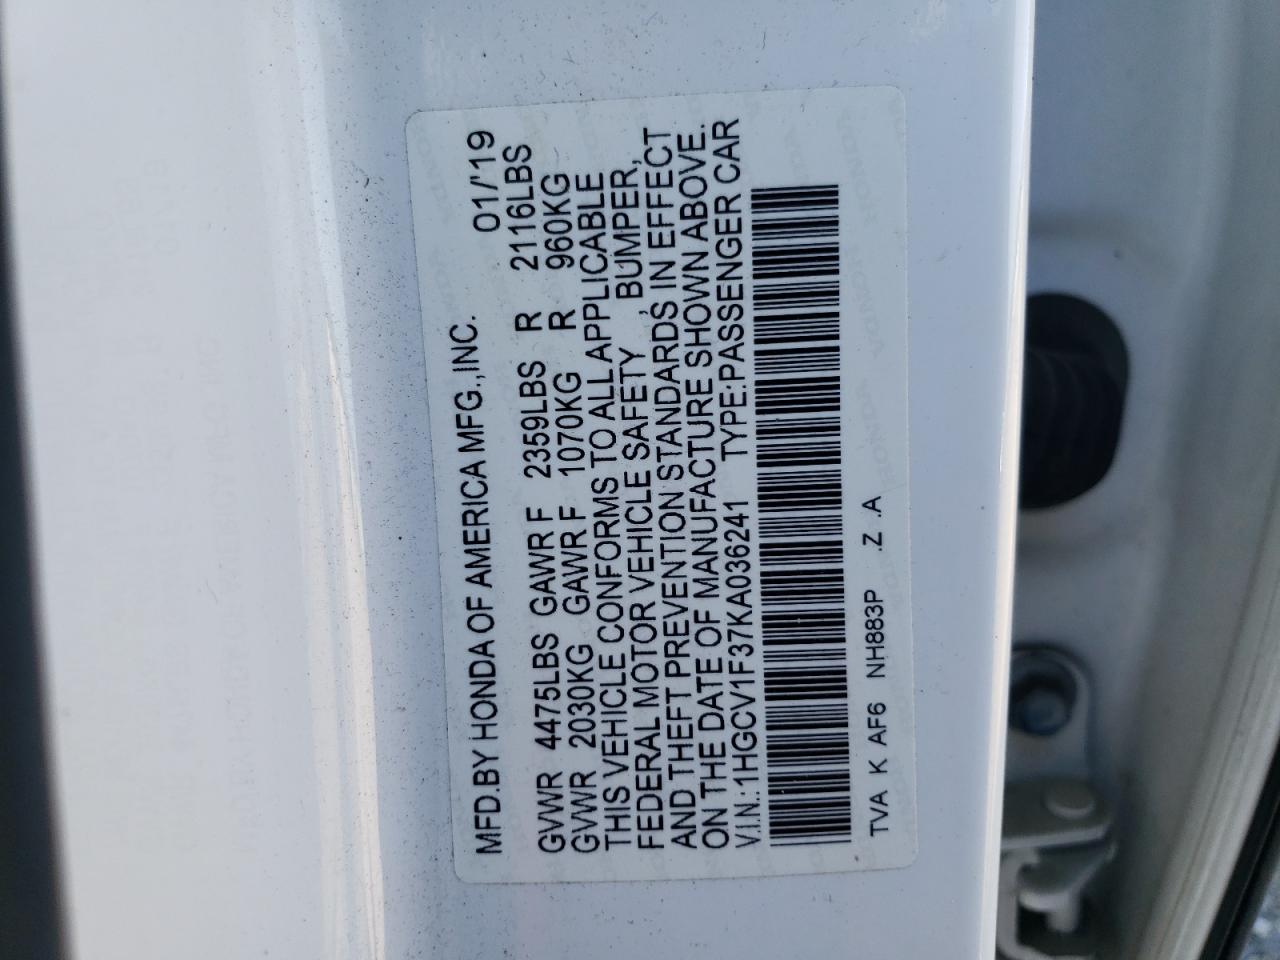 MFD.BY HONDA OF AMERICA MFG.,INC. 01/'19
GVWR 4475LBS GAWR F 2359LBS R 2116LBS
GVWR 2030KG GAWR F 1070KG R 960KG
THIS VEHICLE CONFORMS TO ALL APPLICABLE
FEDERAL MOTOR VEHICLE SAFETY , BUMPER,
AND THEFT PREVENTION STANDARDS IN EFFECT
ON THE DATE OF MANUFACTURE SHOWN ABOVE.
V.I.N.:1HGCV1F37KA036241 TYPE:PASSENGER CAR
TVA K AF6 NH883P .Z .A